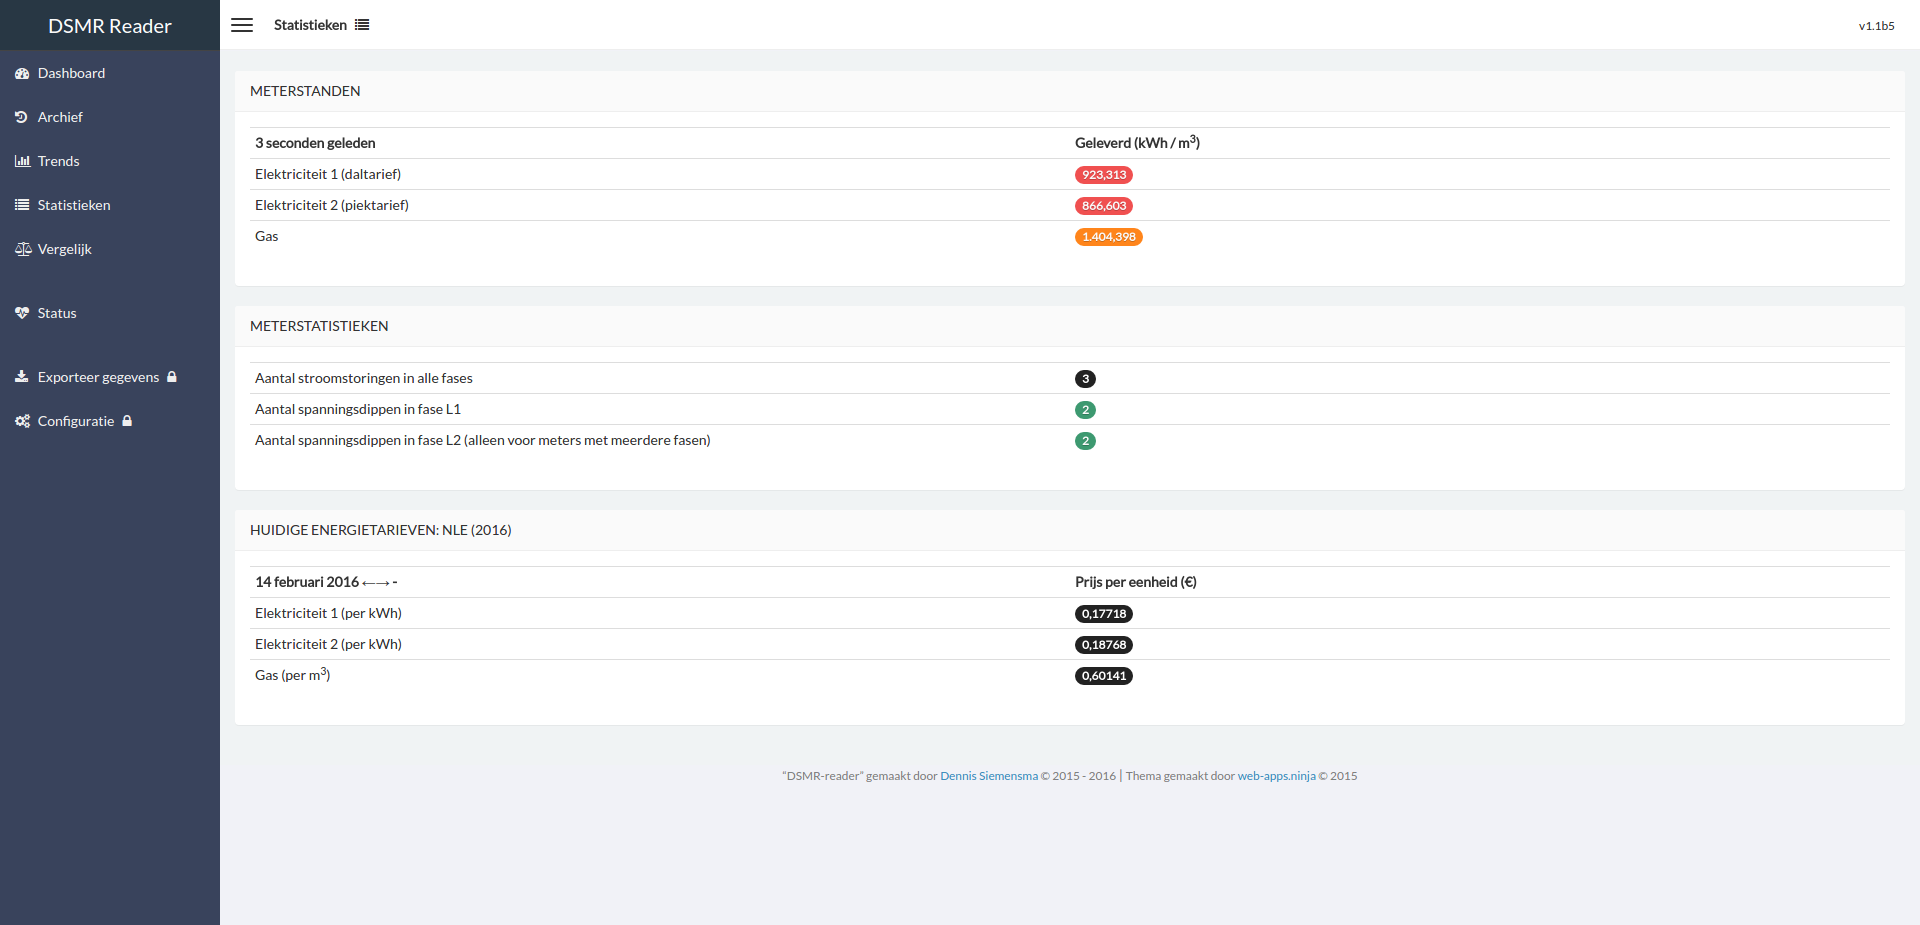 DSMR Reader
Statistieken
v1.1b5
Dashboard
Archief
Trends
Statistieken
Vergelijk
Status
Exporteer gegevens
Configuratie
METERSTANDEN
3 seconden geleden Geleverd (kWh / m³)
Elektriciteit 1 (daltarief) 923,313
Elektriciteit 2 (piektarief) 866,603
Gas 1.404,398
METERSTATISTIEKEN
Aantal stroomstoringen in alle fases 3
Aantal spanningsdippen in fase L1 2
Aantal spanningsdippen in fase L2 (alleen voor meters met meerdere fasen) 2
HUIDIGE ENERGIETARIEVEN: NLE (2016)
14 februari 2016 ←→ - Prijs per eenheid (€)
Elektriciteit 1 (per kWh) 0,17718
Elektriciteit 2 (per kWh) 0,18768
Gas (per m³) 0,60141
“DSMR-reader” gemaakt door Dennis Siemensma © 2015 - 2016 | Thema gemaakt door web-apps.ninja © 2015